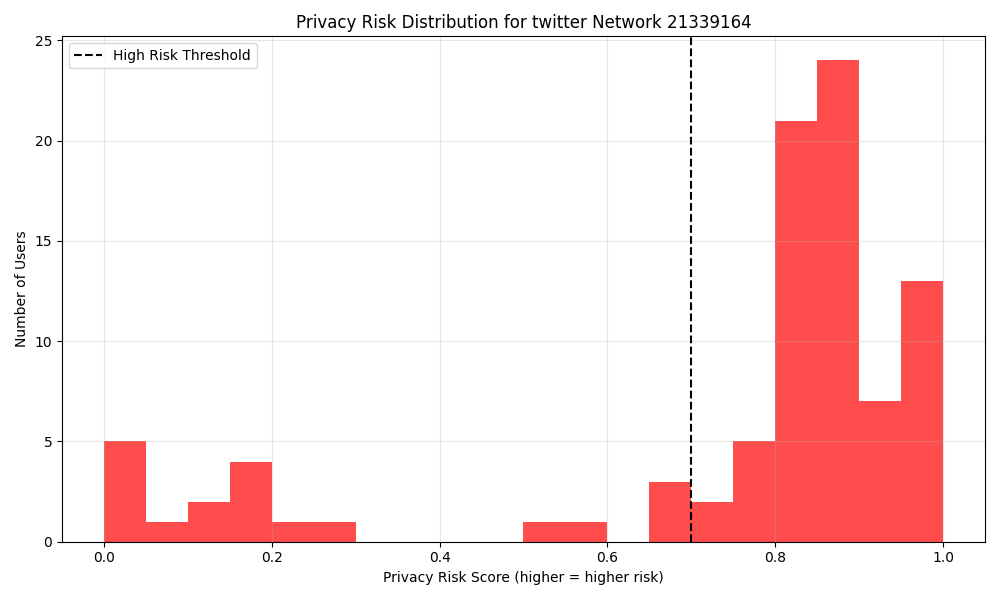 Privacy Risk Distribution for twitter Network 21339164
High Risk Threshold
25
20
15
10
5
0
Number of Users
0.0 0.2 0.4 0.6 0.8 1.0
Privacy Risk Score (higher = higher risk)